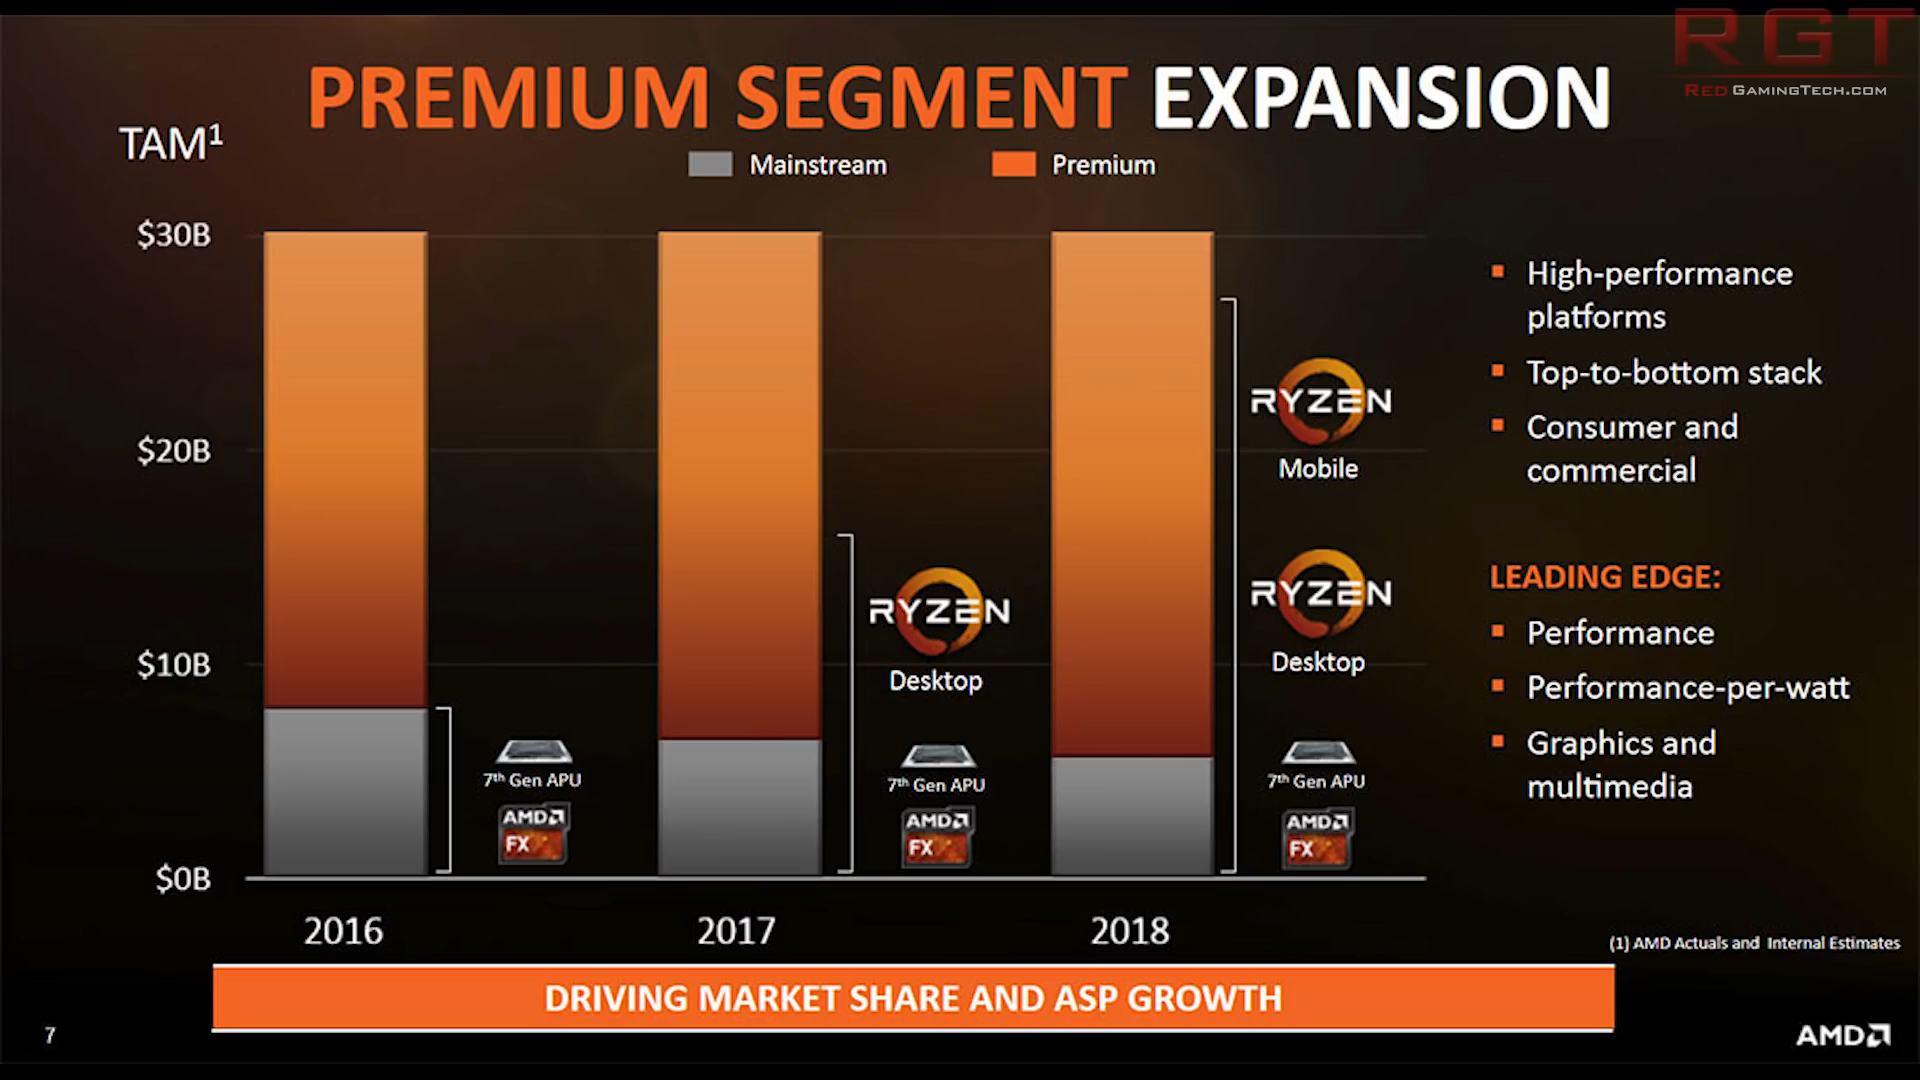 RGT
RED GAMINGTECH.COM
PREMIUM SEGMENT EXPANSION
TAM1
Mainstream
Premium
$30B
$20B
$10B
$0B
7th Gen APU
AMD
FX
RYZEN
Desktop
7th Gen APU
AMD
FX
RYZEN
Mobile
RYZEN
Desktop
7th Gen APU
AMD
FX
2016
2017
2018
High-performance
platforms
Top-to-bottom stack
Consumer and
commercial
LEADING EDGE:
Performance
Performance-per-watt
Graphics and
multimedia
(1) AMD Actuals and Internal Estimates
DRIVING MARKET SHARE AND ASP GROWTH
7
AMD